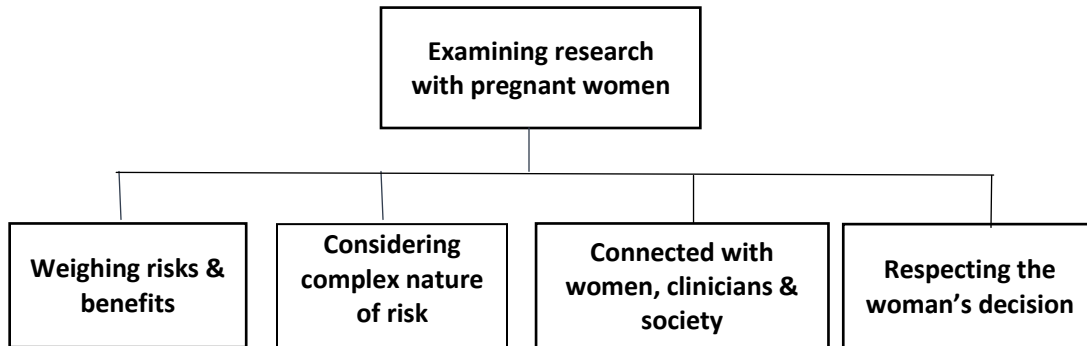 Examining research
with pregnant women
Weighing risks &
benefits
Considering
complex nature
of risk
Connected with
women, clinicians &
society
Respecting the
woman’s decision